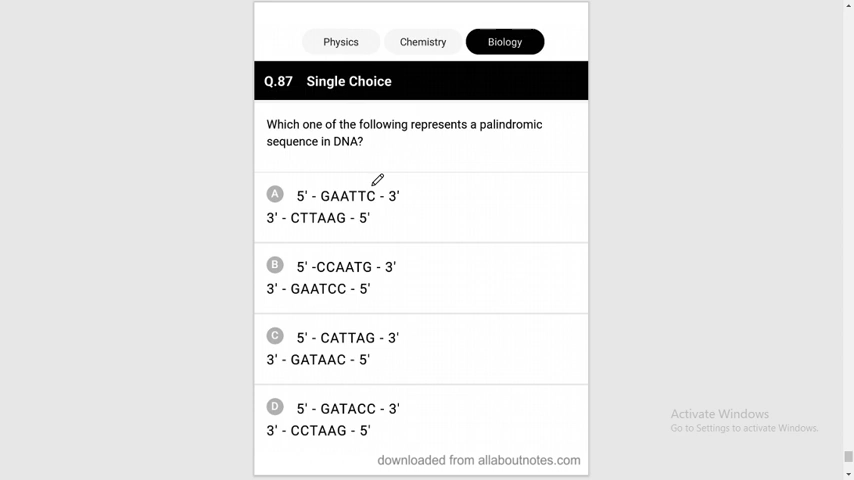 Physics Chemistry Biology
Q.87 Single Choice
Which one of the following represents a palindromic
sequence in DNA?
A 5' - GAATTC - 3'
3' - CTTAAG - 5'
B 5' -CCAATG - 3'
3' - GAATCC - 5'
C 5' - CATTAG - 3'
3' - GATAAC - 5'
D 5' - GATACC - 3'
3' - CCTAAG - 5'
downloaded from allaboutnotes.com
Activate Windows
Go to Settings to activate Windows.